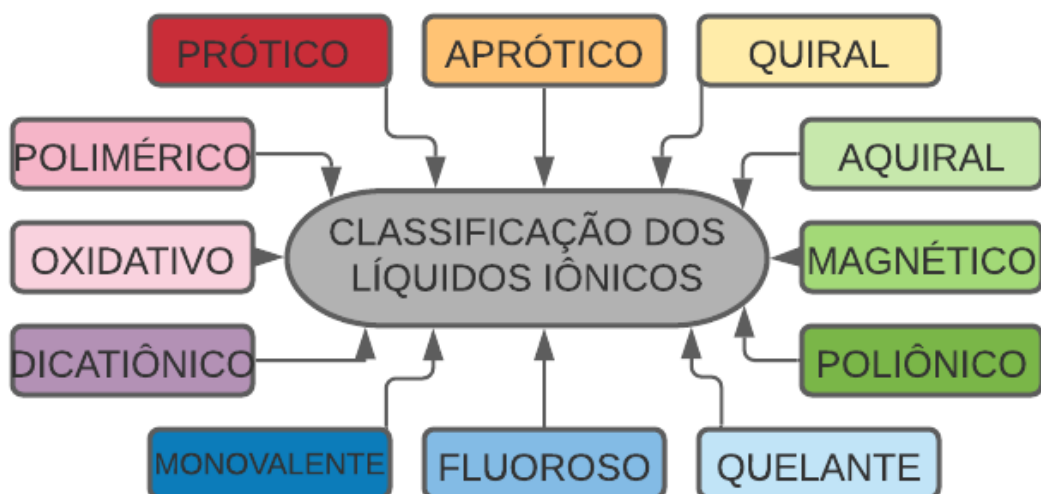 PRÓTICO
APRÓTICO
QUIRAL
POLIMÉRICO
AQUIRAL
CLASSIFICAÇÃO DOS
LÍQUIDOS IÔNICOS
OXIDATIVO
MAGNÉTICO
DICATIÔNICO
POLIÔNICO
MONOVALENTE
FLUOROSO
QUELANTE